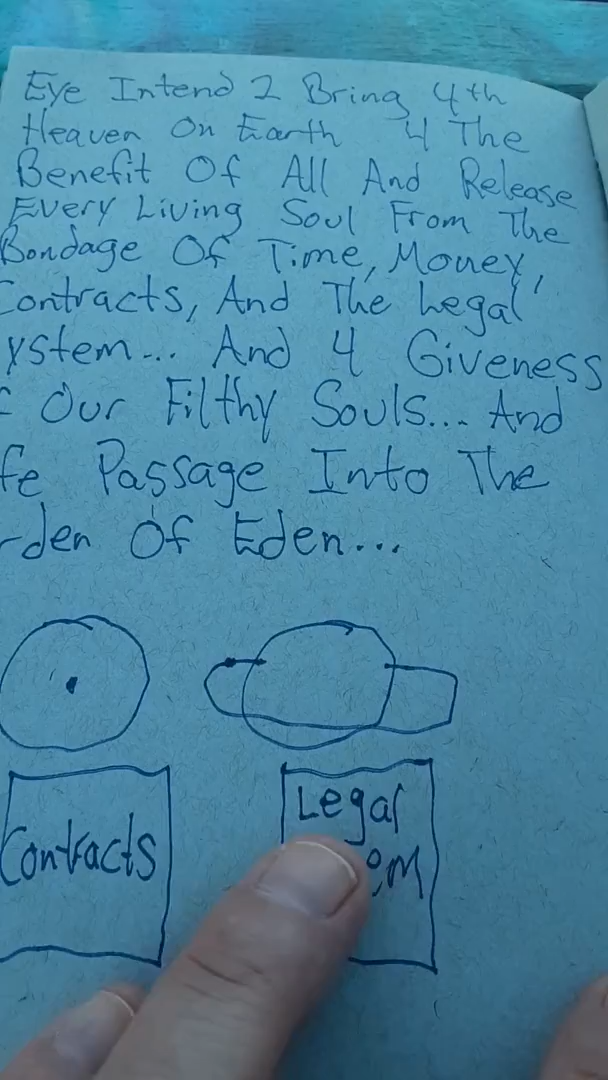 Eye Intend 2 Bring 4th
Heaven On Earth 4 The
Benefit Of All And Release
Every Living Soul From The
Bondage Of Time, Money,
Contracts, And The Legal
ystem... And 4 Giveness
Our Filthy Souls... And
fe Passage Into The
rden Of Eden...
Contracts
Legal
em